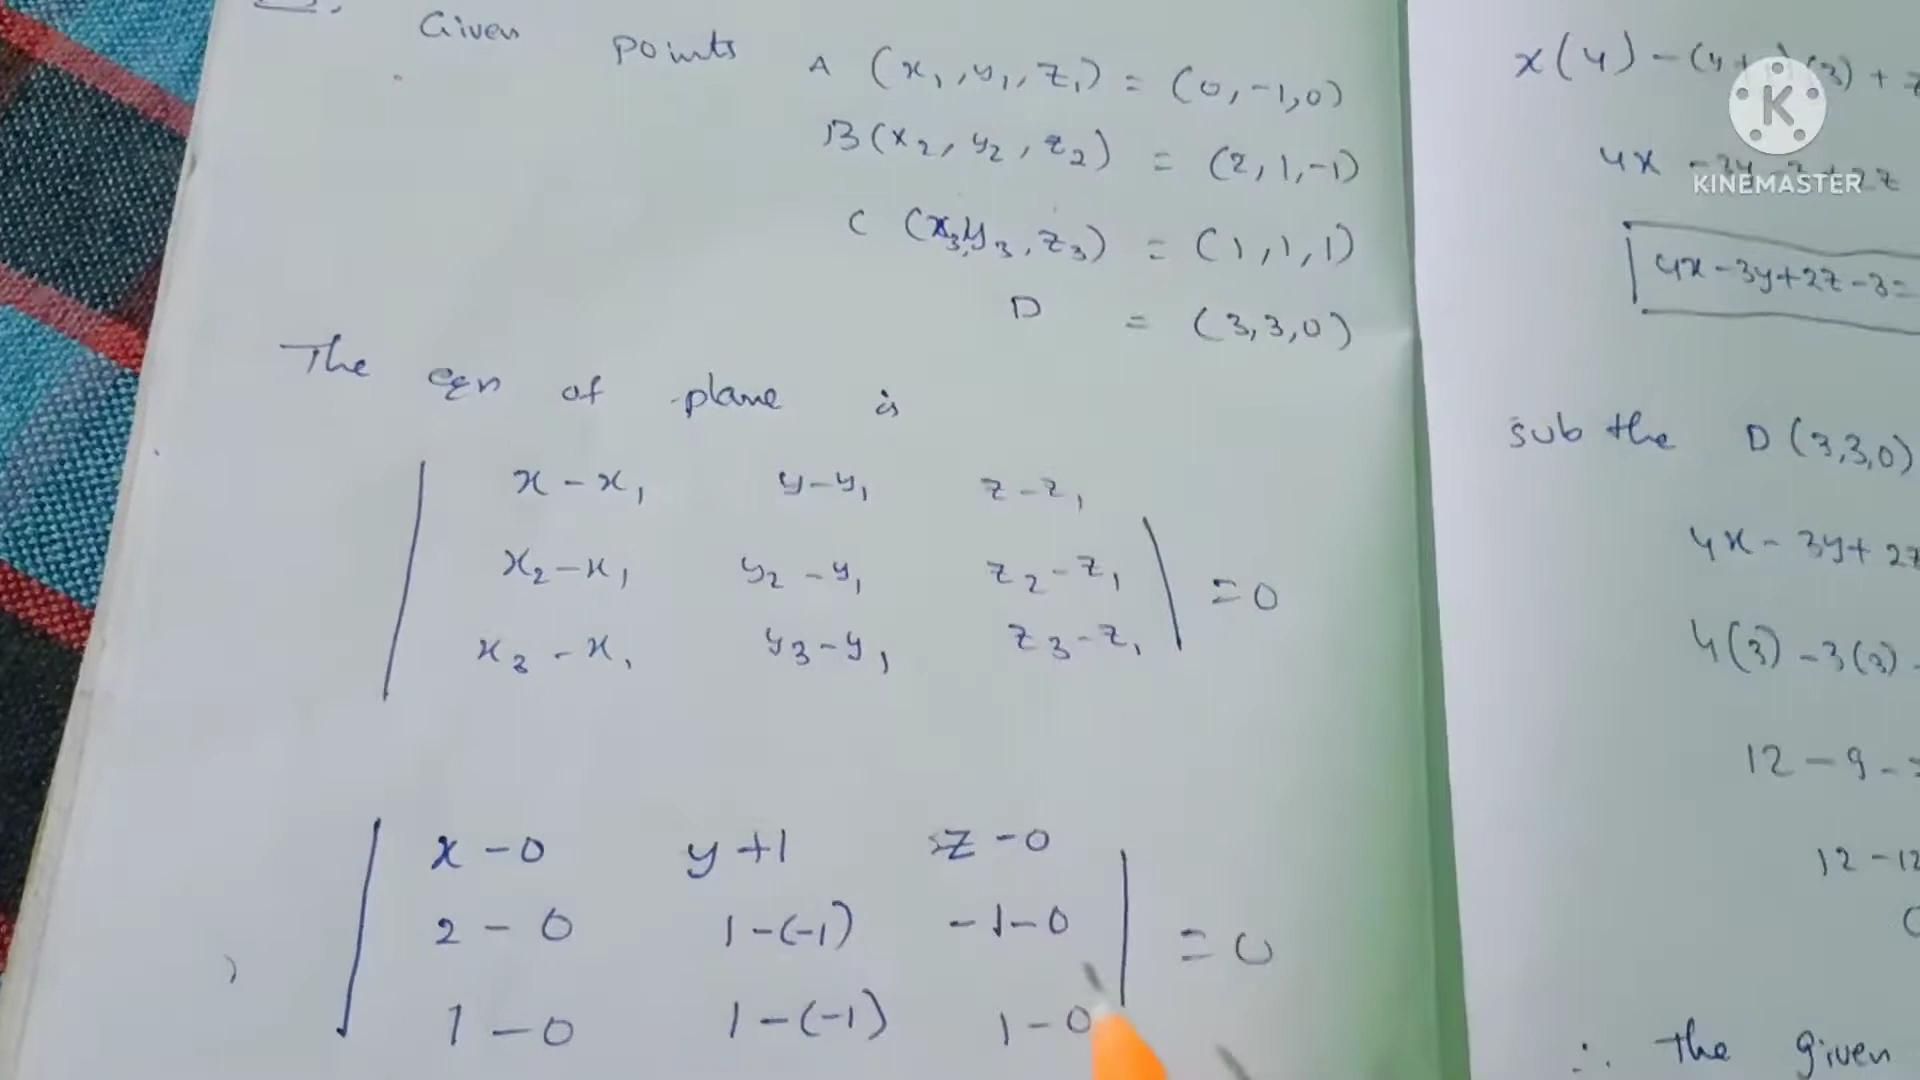 Given points A (x₁, y₁, z₁) = (0, -1, 0)
B (x₂, y₂, z₂) = (2, 1, -1)
C (x₃, y₃, z₃) = (1, 1, 1)
D = (3, 3, 0)
The eqn of plane is
| x - x₁ y - y₁ z - z₁ |
| x₂ - x₁ y₂ - y₁ z₂ - z₁ | = 0
| x₃ - x₁ y₃ - y₁ z₃ - z₁ |
| x - 0 y + 1 z - 0 |
| 2 - 0 1 - (-1) -1 - 0 | = 0
| 1 - 0 1 - (-1) 1 - 0 |
x(4) - (y + (3) +
4x - 3y - + 2z
4x - 3y + 2z - 3 =
sub the D (3, 3, 0)
4x - 3y + 2z
4(3) - 3(3) -
12 - 9 -
12 - 12
∴ The given
KINEMASTER